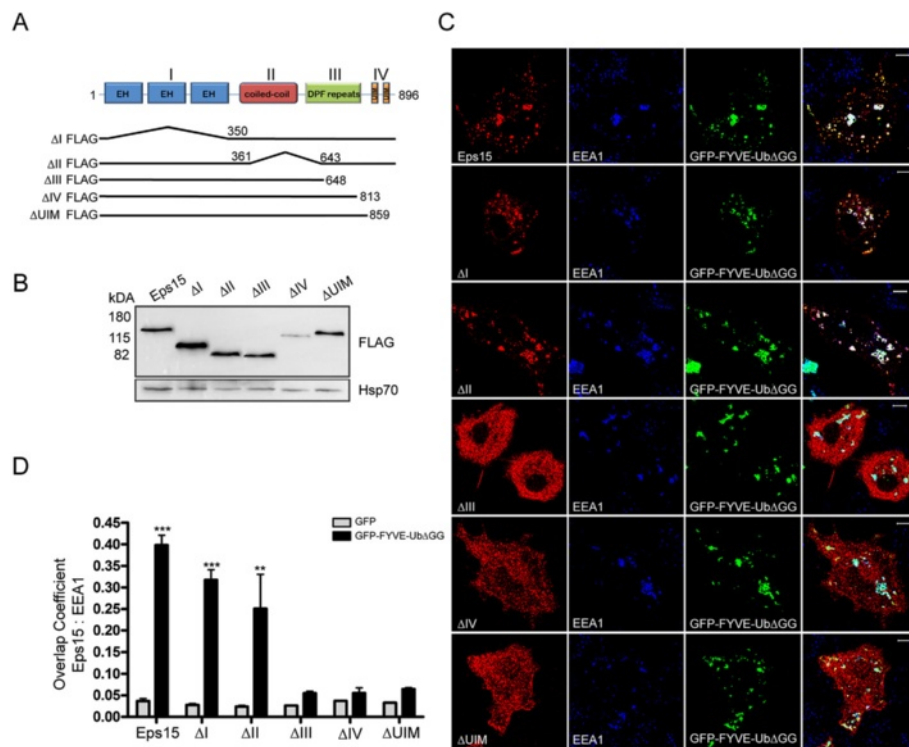 A
I II III IV
1 EH EH EH coiled-coil DPF repeats 896
ΔI FLAG 350
ΔII FLAG 361 643
ΔIII FLAG 648
ΔIV FLAG 813
ΔUIM FLAG 859
B
kDA Eps15 ΔI ΔII ΔIII ΔIV ΔUIM
180
115
82
FLAG
Hsp70
C
Eps15 EEA1 GFP-FYVE-UbΔGG
ΔI EEA1 GFP-FYVE-UbΔGG
ΔII EEA1 GFP-FYVE-UbΔGG
ΔIII EEA1 GFP-FYVE-UbΔGG
ΔIV EEA1 GFP-FYVE-UbΔGG
ΔUIM EEA1 GFP-FYVE-UbΔGG
D
Overlap Coefficient
Eps15 : EEA1
0.45
0.40
0.35
0.30
0.25
0.20
0.15
0.10
0.05
0.00
*** *** **
GFP
GFP-FYVE-UbΔGG
Eps15 ΔI ΔII ΔIII ΔIV ΔUIM